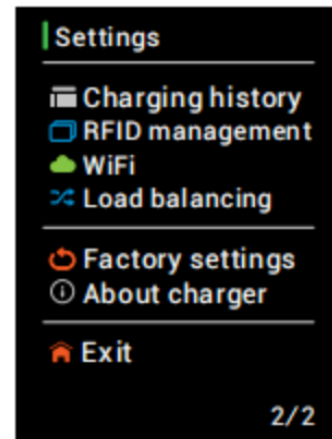 Settings
Charging history
RFID management
WiFi
Load balancing
Factory settings
About charger
Exit
2/2